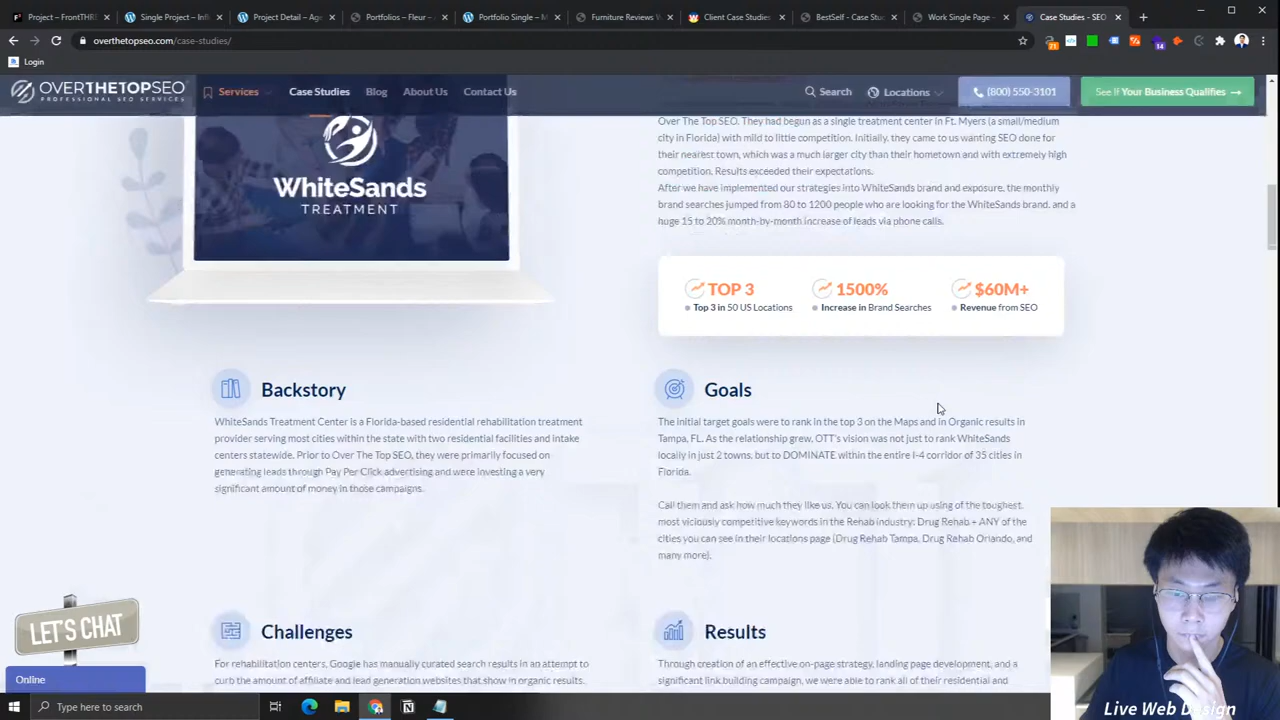 Project – FrontTHRE
Single Project – Infi
Project Detail – Age
Portfolios – Fleur –
Portfolio Single – M
Furniture Reviews W
Client Case Studies
BestSelf - Case Stu
Work Single Page –
Case Studies - SEO
overthetopseo.com/case-studies/
21
14
Login
OVERTHETOPSEO
PROFESSIONAL SEO SERVICES
Services
Case Studies
Blog
About Us
Contact Us
Search
Locations
(800) 550-3101
See If Your Business Qualifies →
WhiteSands
TREATMENT
Over The Top SEO. They had begun as a single treatment center in Ft. Myers (a small/medium
city in Florida) with mild to little competition. Initially, they came to us wanting SEO done for
their nearest town, which was a much larger city than their hometown and with extremely high
competition. Results exceeded their expectations.
After we have implemented our strategies into WhiteSands brand and exposure, the monthly
brand searches jumped from 80 to 1200 people who are looking for the WhiteSands brand, and a
huge 15 to 20% month-by-month increase of leads via phone calls.
TOP 3
Top 3 in 50 US Locations
1500%
Increase in Brand Searches
$60M+
Revenue from SEO
Backstory
WhiteSands Treatment Center is a Florida-based residential rehabilitation treatment
provider serving most cities within the state with two residential facilities and intake
centers statewide. Prior to Over The Top SEO, they were primarily focused on
generating leads through Pay Per Click advertising and were investing a very
significant amount of money in those campaigns.
Goals
The initial target goals were to rank in the top 3 on the Maps and in Organic results in
Tampa, FL. As the relationship grew, OTT's vision was not just to rank WhiteSands
locally in just 2 towns, but to DOMINATE within the entire I-4 corridor of 35 cities in
Florida.
Call them and ask how much they like us. You can look them up using of the toughest,
most viciously competitive keywords in the Rehab industry: Drug Rehab + ANY of the
cities you can see in their locations page (Drug Rehab Tampa, Drug Rehab Orlando, and
many more).
Challenges
For rehabilitation centers, Google has manually curated search results in an attempt to
curb the amount of affiliate and lead generation websites that show in organic results.
Results
Through creation of an effective on-page strategy, landing page development, and a
significant link building campaign, we were able to rank all of their residential and
LET'S CHAT
Online
Type here to search
Live Web Design